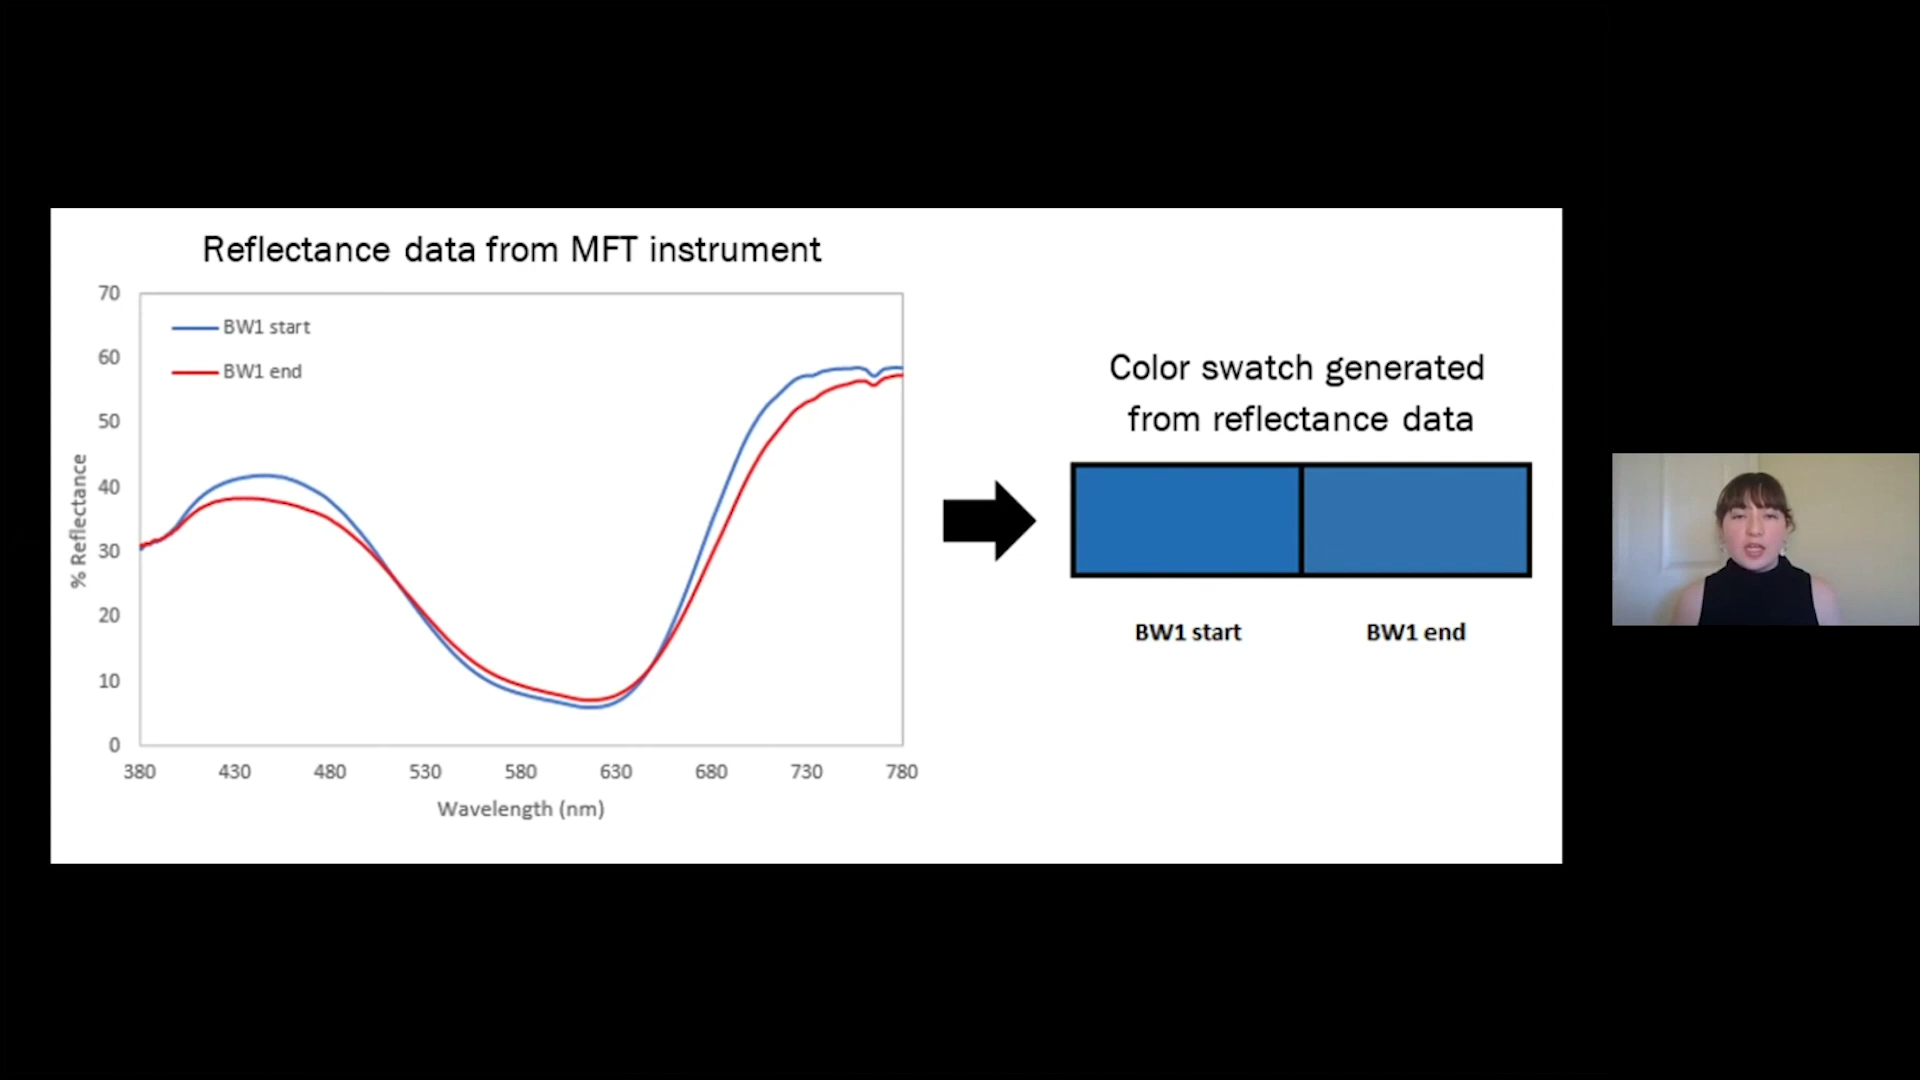 Reflectance data from MFT instrument
70
60
50
40
30
20
10
0
% Reflectance
BW1 start
BW1 end
380 430 480 530 580 630 680 730 780
Wavelength (nm)
Color swatch generated
from reflectance data
BW1 start BW1 end